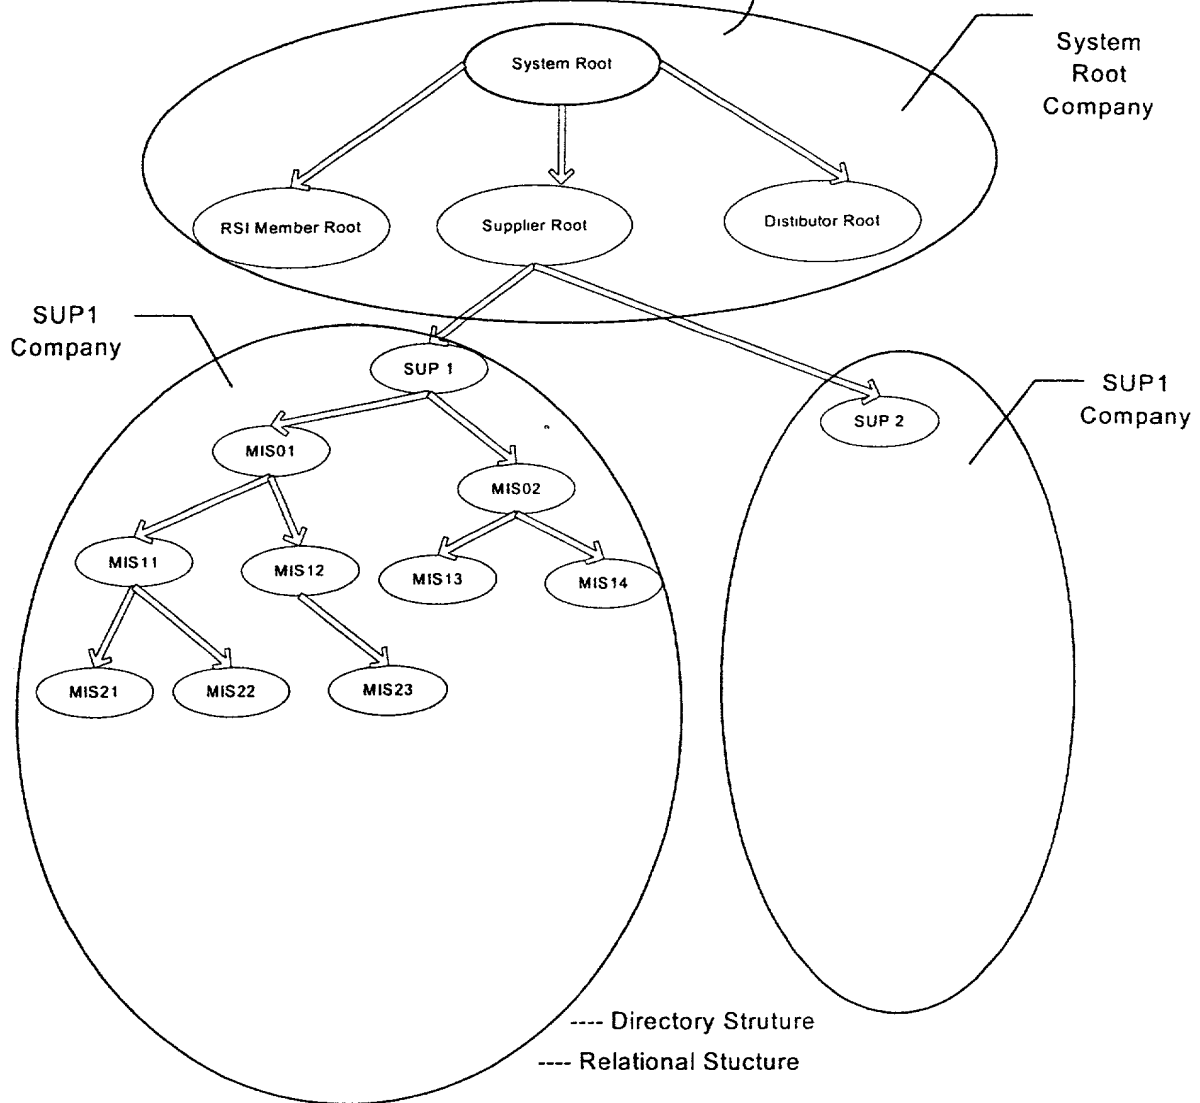 System Root
System
Root
Company
RSI Member Root
Supplier Root
Distibutor Root
SUP1
Company
SUP 1
SUP1
Company
SUP 2
MIS01
MIS02
MIS11
MIS12
MIS13
MIS14
MIS21
MIS22
MIS23
---- Directory Struture
---- Relational Stucture